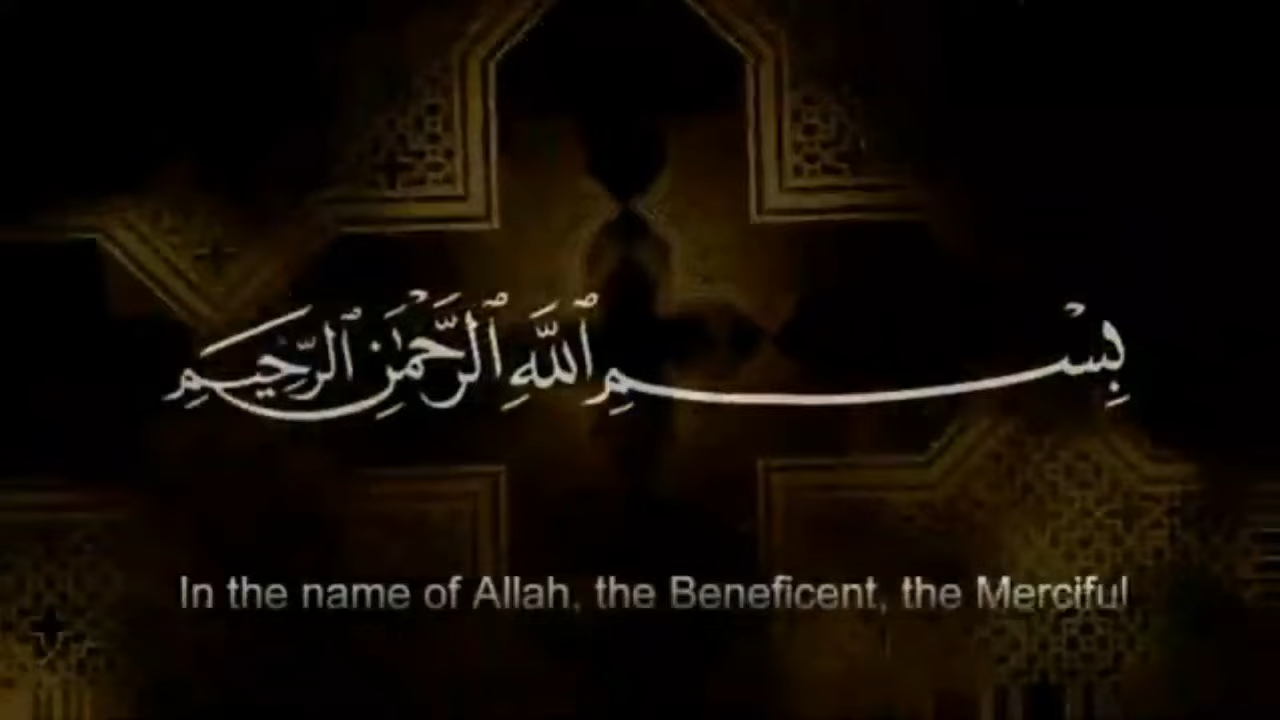 بِسْمِ ٱللَّهِ ٱلرَّحْمَٰنِ ٱلرَّحِيمِ
In the name of Allah, the Beneficent, the Merciful